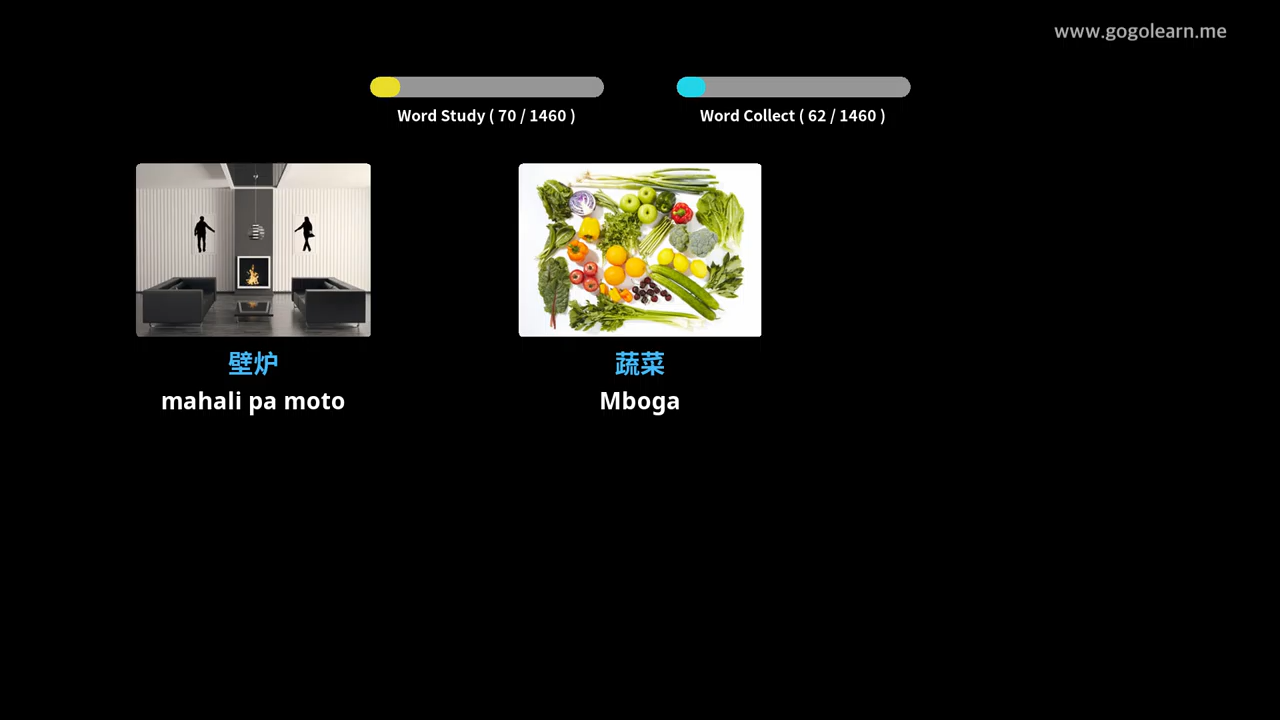 www.gogolearn.me
Word Study ( 70 / 1460 )
Word Collect ( 62 / 1460 )
壁炉
mahali pa moto
蔬菜
Mboga